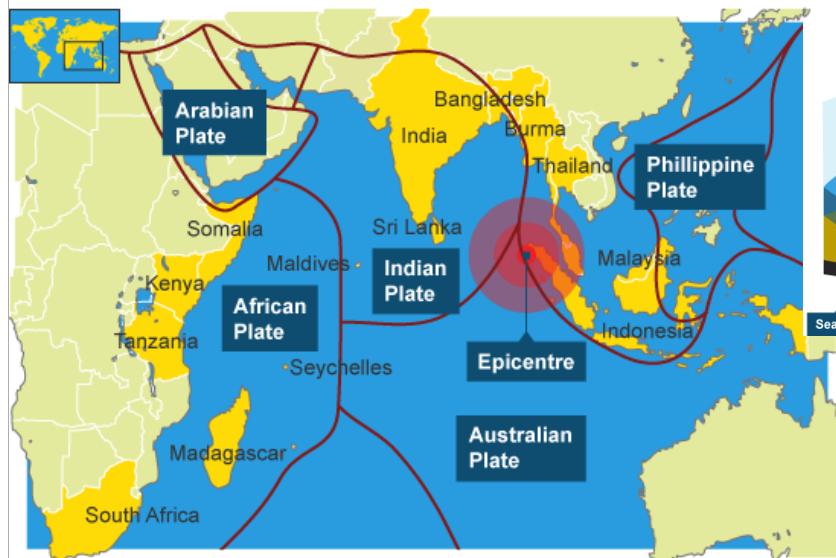 Arabian
Plate
Bangladesh
India
Burma
Thailand
Phillippine
Plate
Somalia
Sri Lanka
Maldives
Indian
Plate
Malaysia
Kenya
African
Plate
Tanzania
Indonesia
Sea
Seychelles
Epicentre
Australian
Plate
Madagascar
South Africa